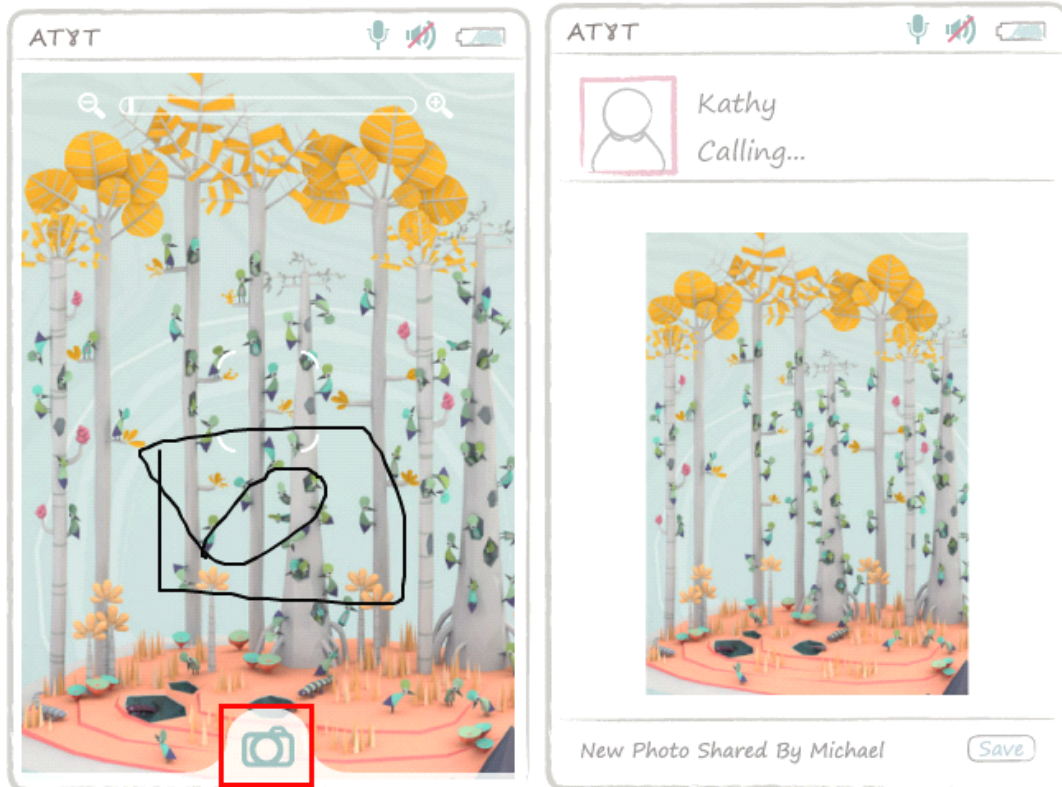 AT&T
AT&T
Kathy
Calling...
New Photo Shared By Michael
Save